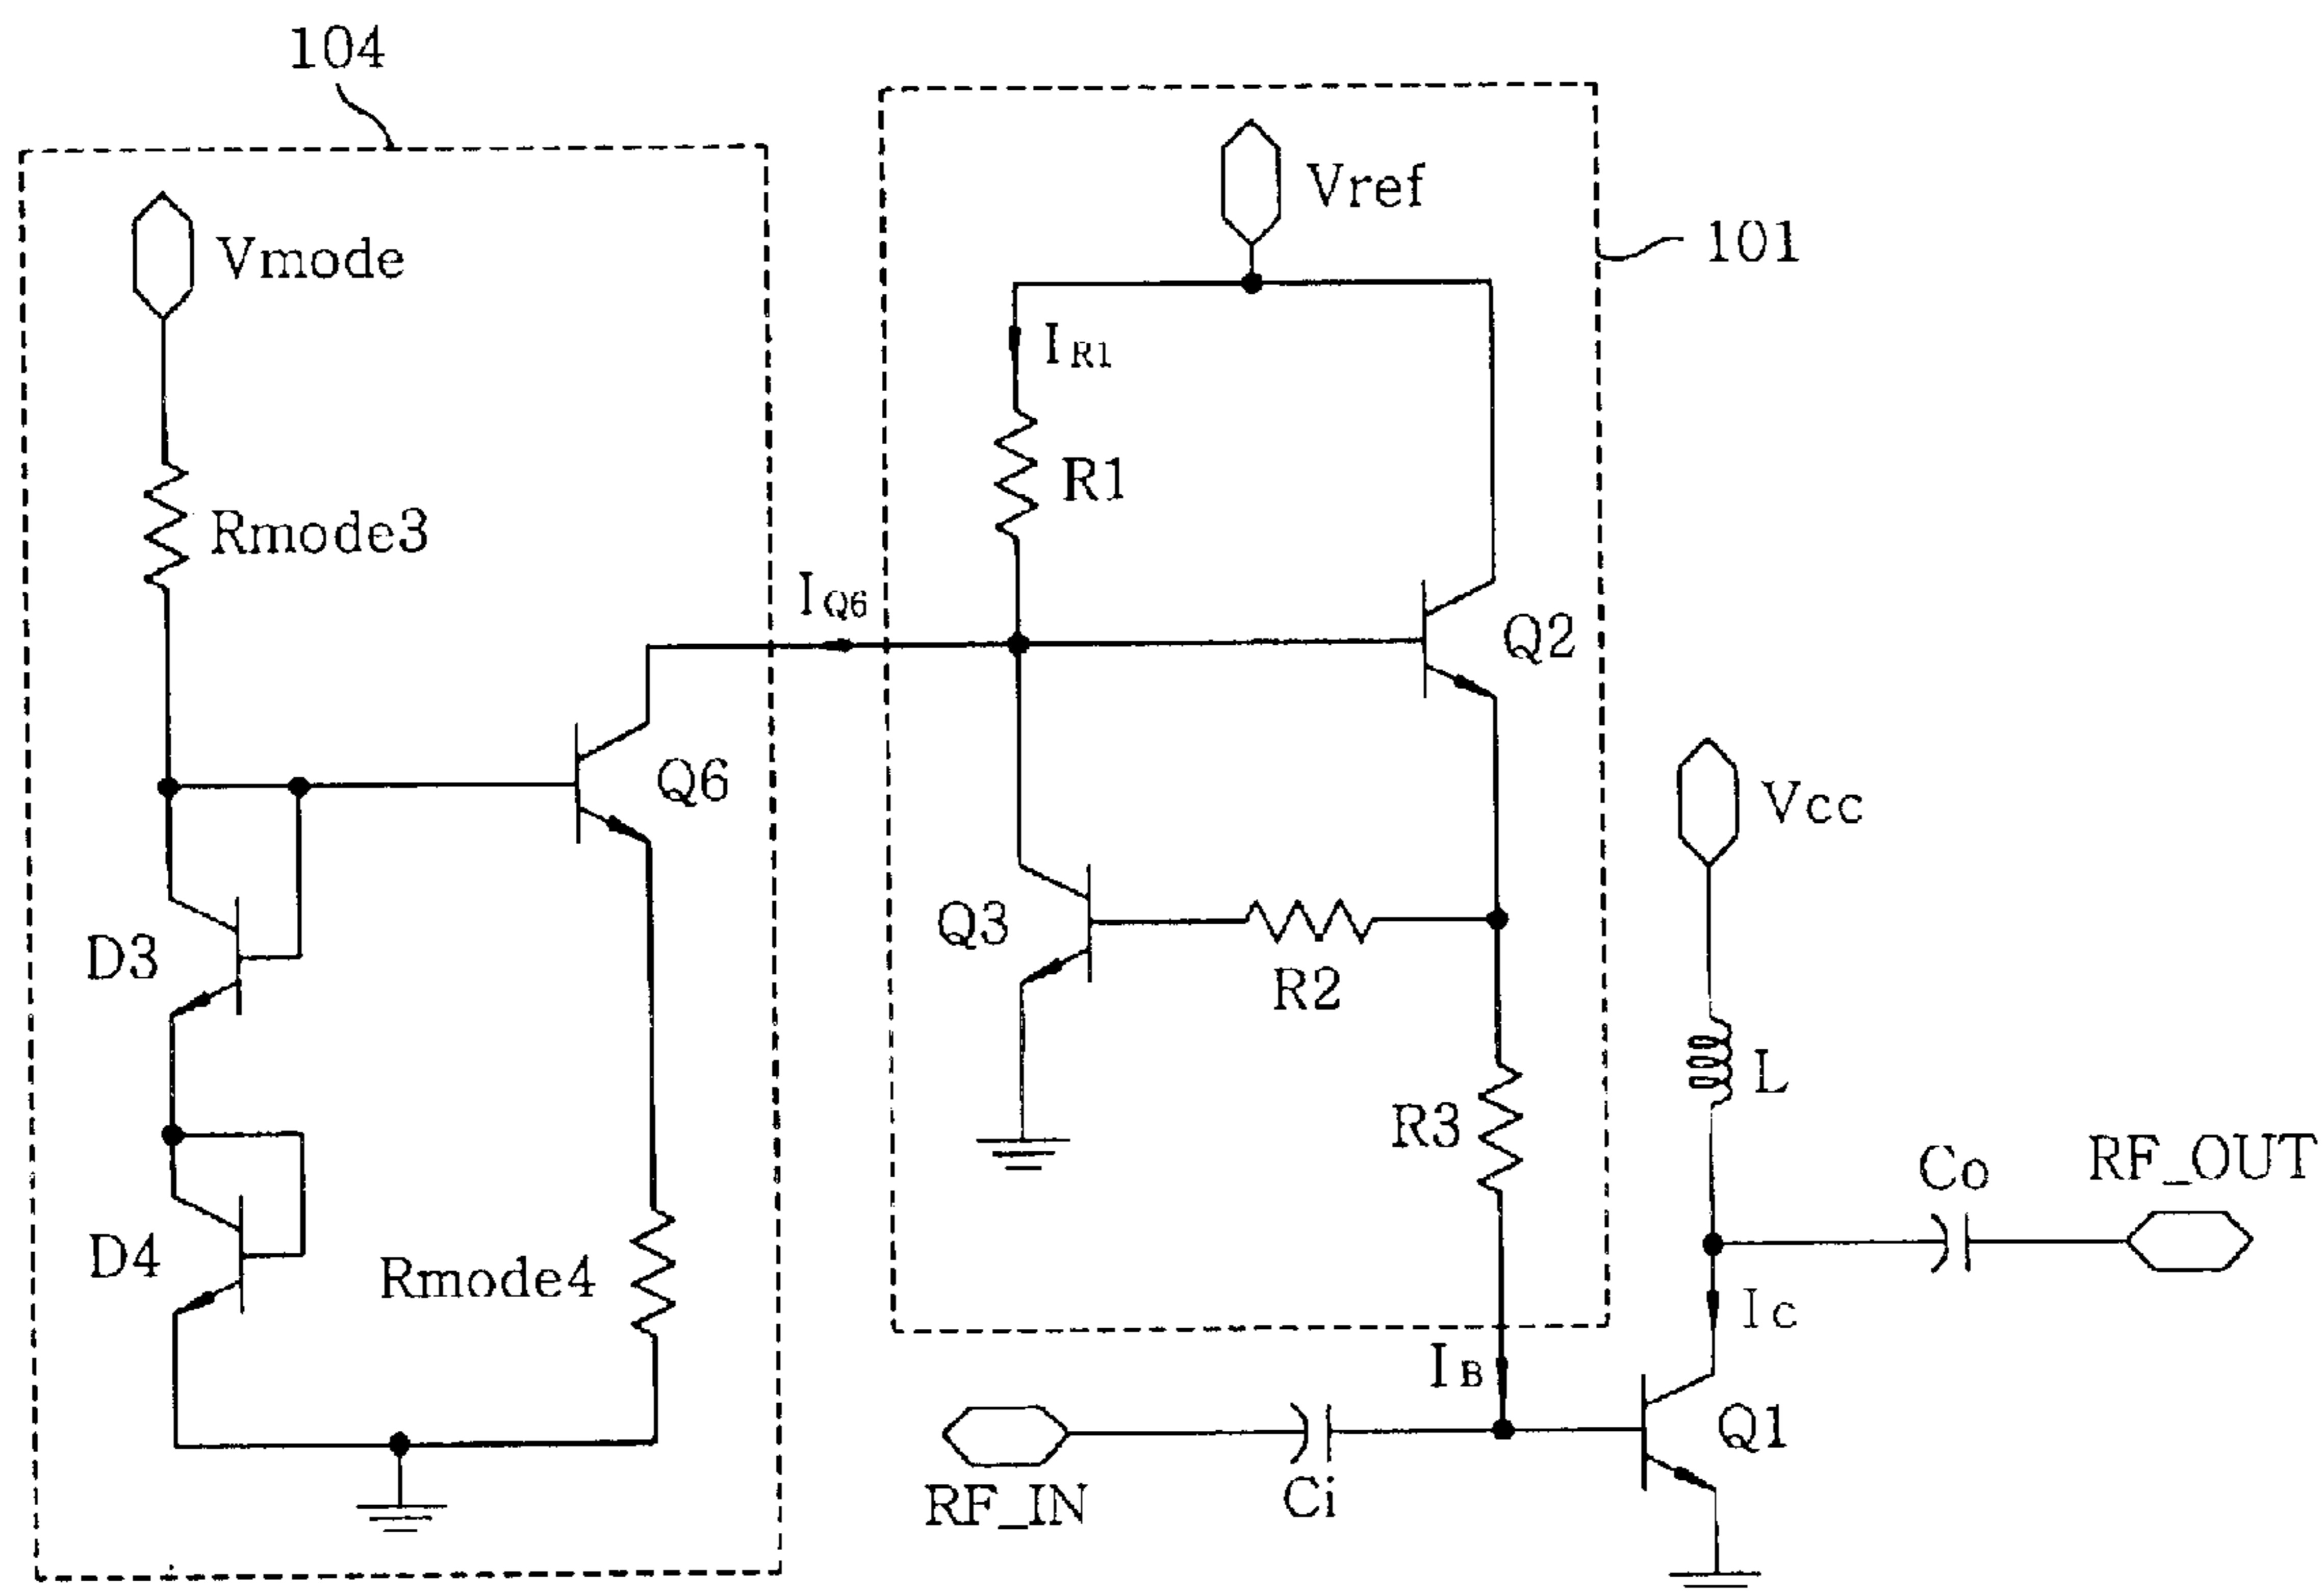 104
Vref
Vmode
101
IR1
R1
Rmode3
IQ6
Q2
Q6
Vcc
Q3
D3
R2
L
R3
Co
RF_OUT
D4
Rmode4
Ic
IB
Q1
RF_IN
Ci